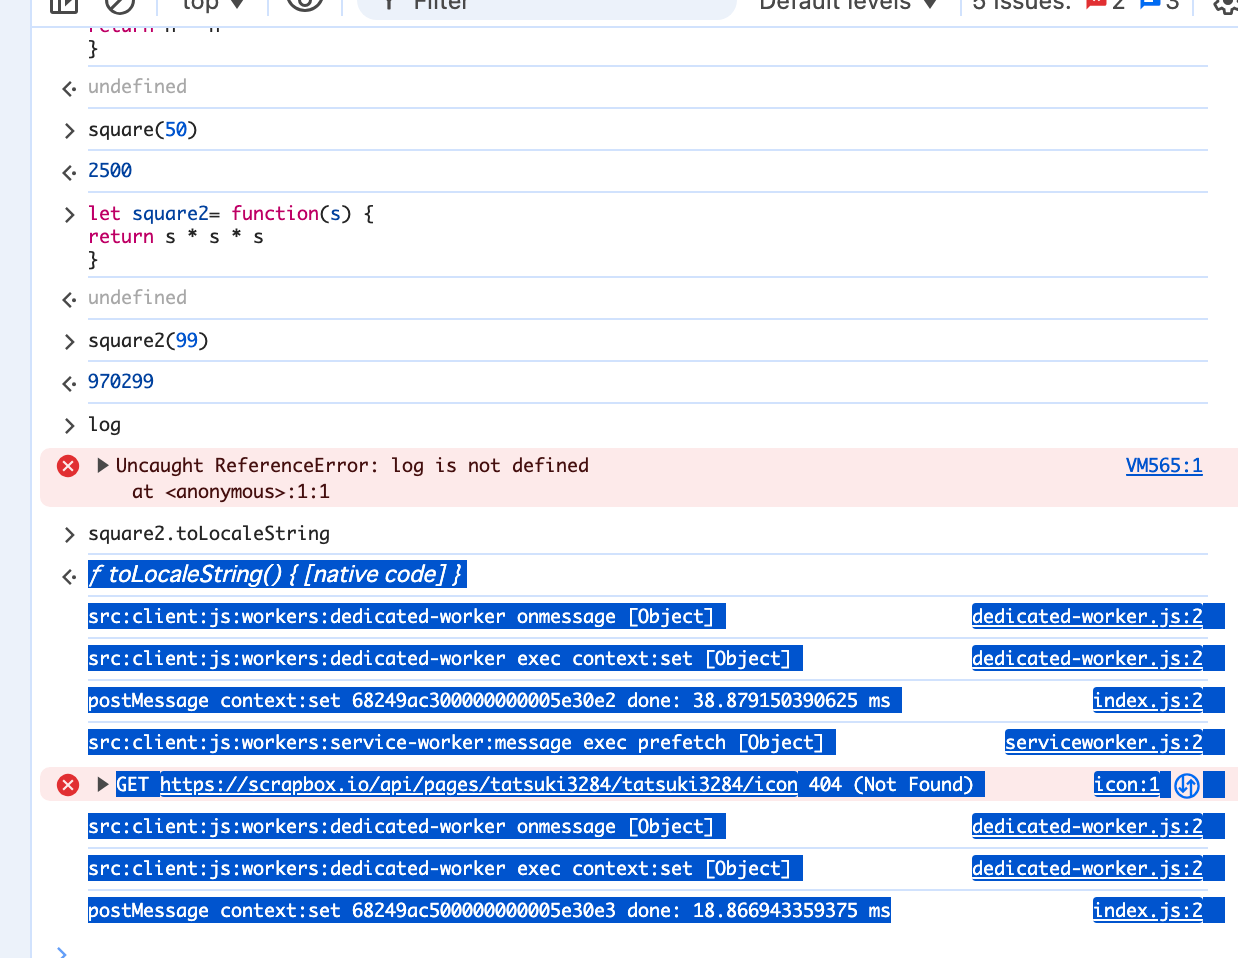 top ▼
Filter
Default levels ▼
5 Issues: 2 3
return n * n
}
undefined
square(50)
2500
let square2= function(s) {
return s * s * s
}
undefined
square2(99)
970299
log
Uncaught ReferenceError: log is not defined VM565:1
at <anonymous>:1:1
square2.toLocaleString
ƒ toLocaleString() { [native code] }
src:client:js:workers:dedicated-worker onmessage [Object] dedicated-worker.js:2
src:client:js:workers:dedicated-worker exec context:set [Object] dedicated-worker.js:2
postMessage context:set 68249ac300000000005e30e2 done: 38.879150390625 ms index.js:2
src:client:js:workers:service-worker:message exec prefetch [Object] serviceworker.js:2
GET https://scrapbox.io/api/pages/tatsuki3284/tatsuki3284/icon 404 (Not Found) icon:1
src:client:js:workers:dedicated-worker onmessage [Object] dedicated-worker.js:2
src:client:js:workers:dedicated-worker exec context:set [Object] dedicated-worker.js:2
postMessage context:set 68249ac500000000005e30e3 done: 18.866943359375 ms index.js:2